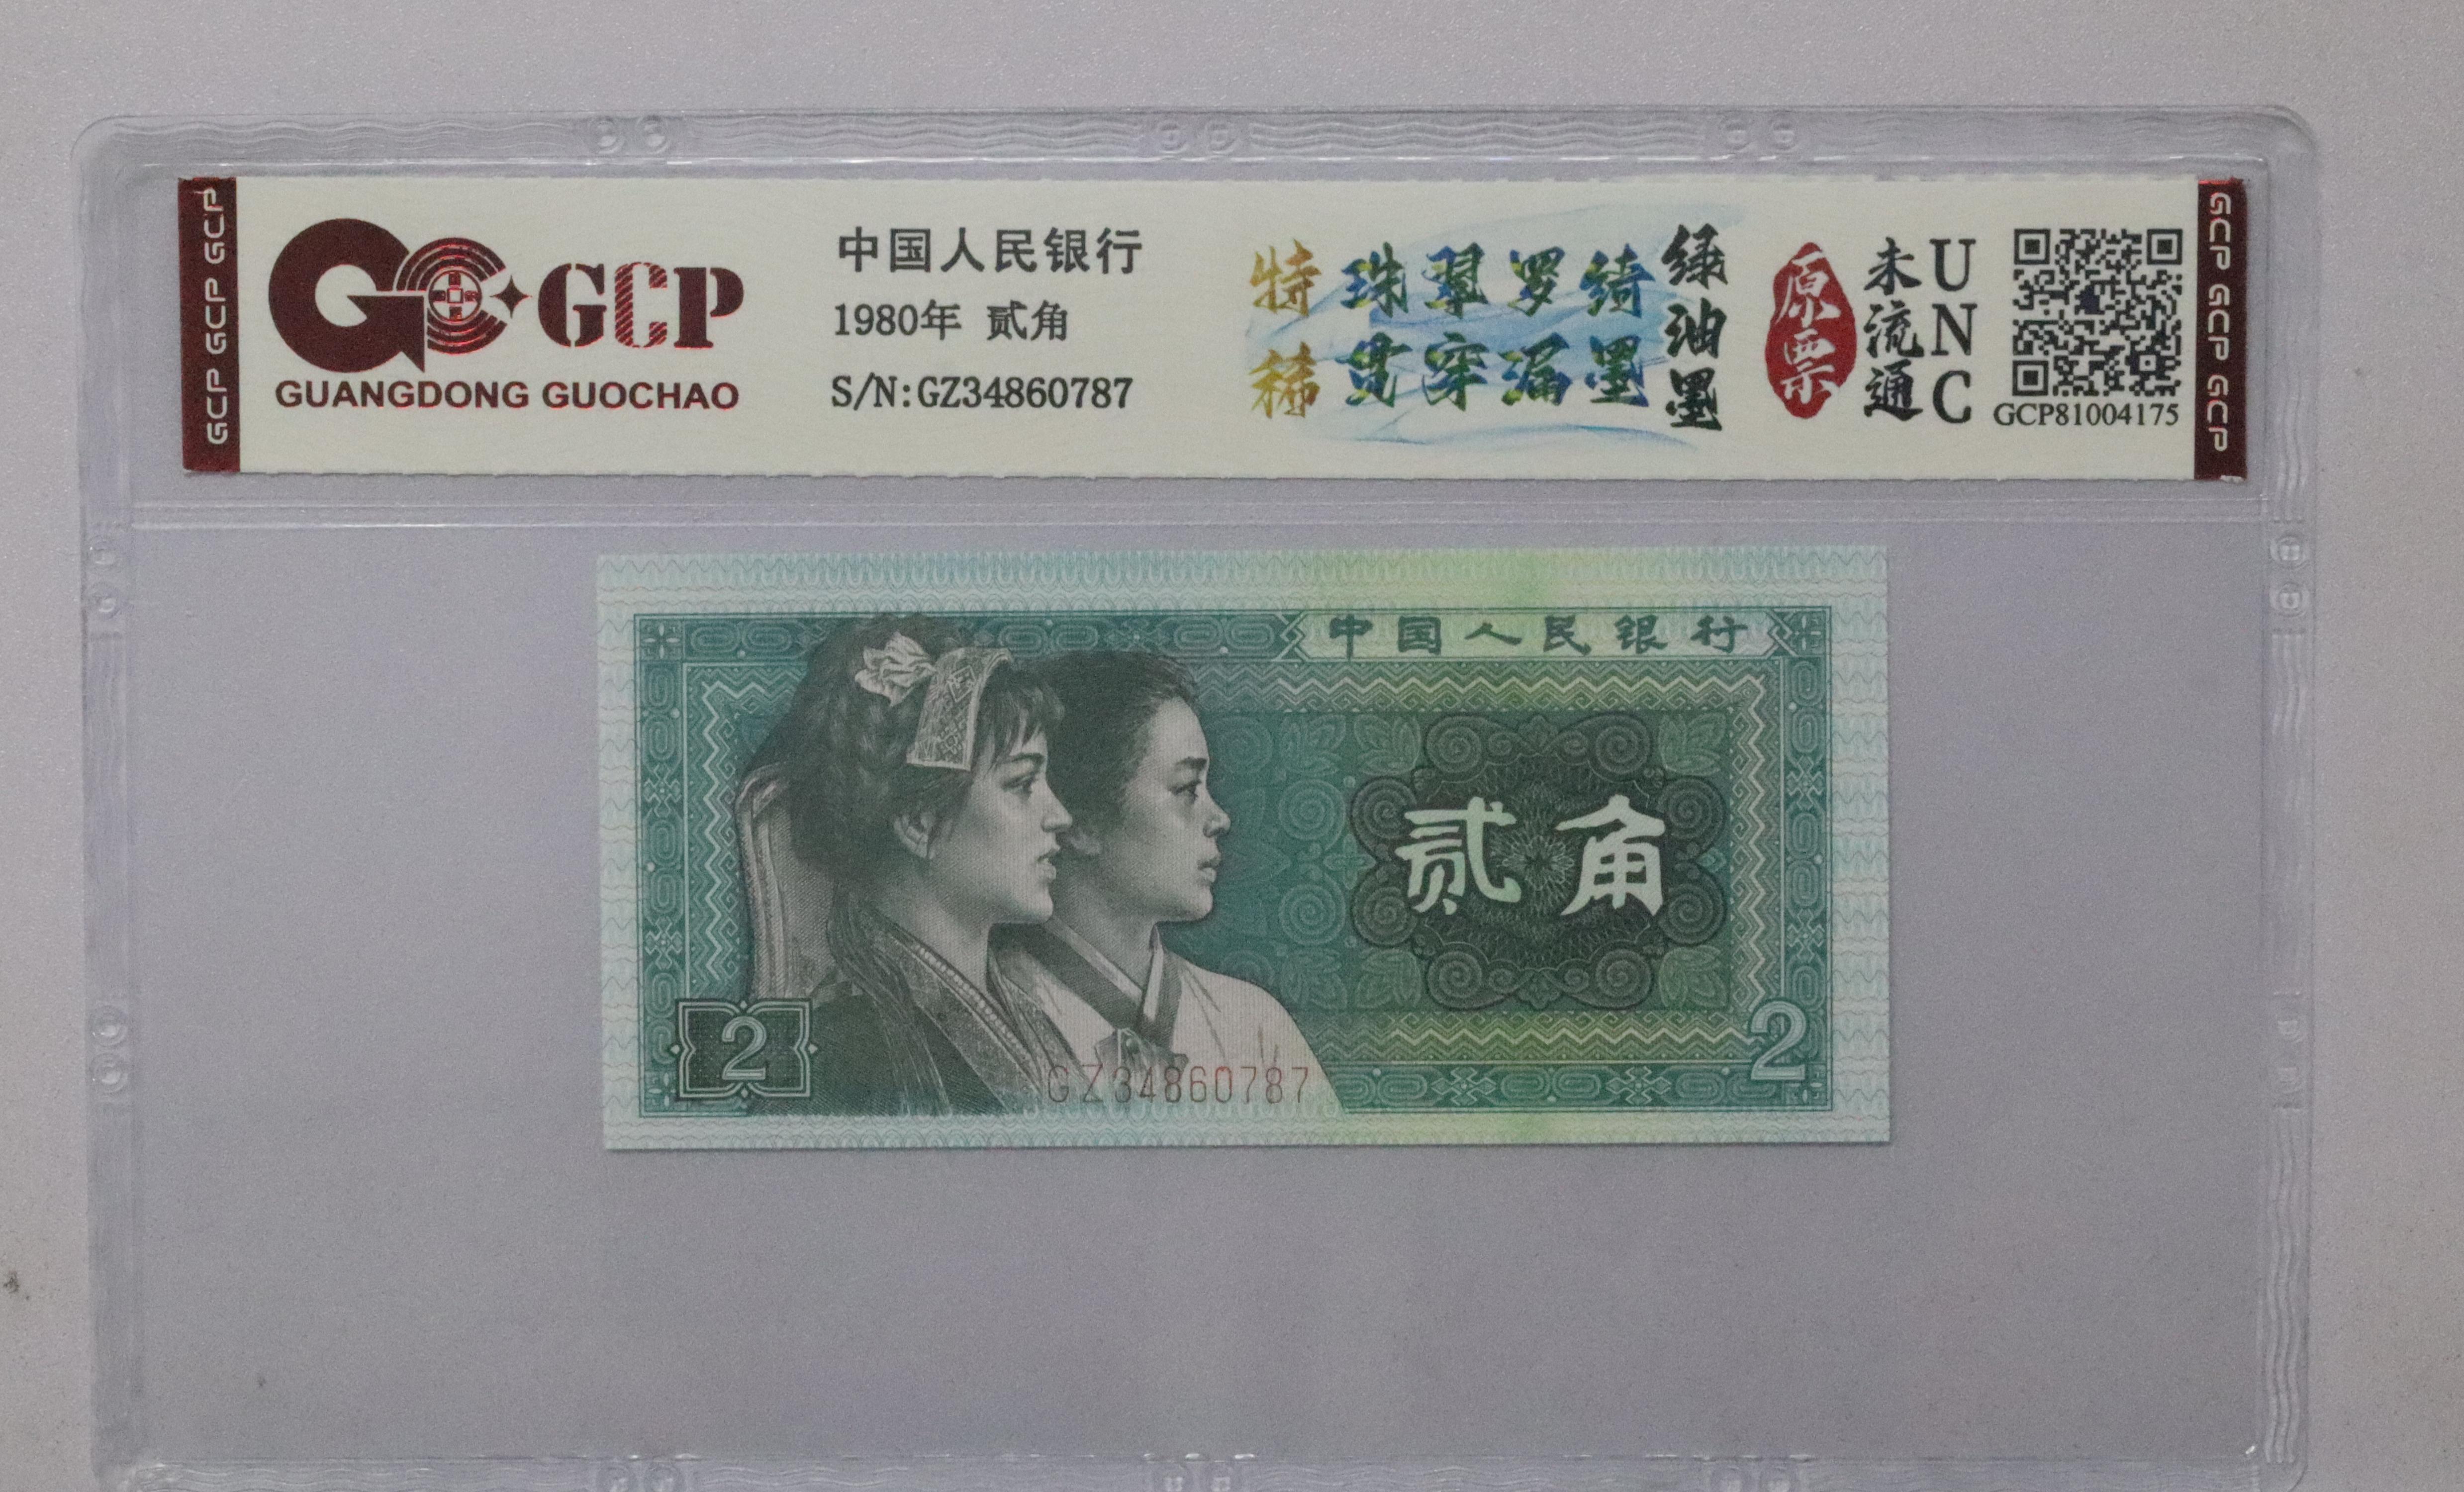 GCP GCP GCP
GCP
GUANGDONG GUOCHAO
中国人民银行
1980年 贰角
S/N:GZ34860787
特稀
珠翠罗绮
贯穿漏墨
绿油墨
原票
未流通
UNC
GCP81004175
GCP GCP GCP
中国人民银行
贰角
2
2
GZ34860787